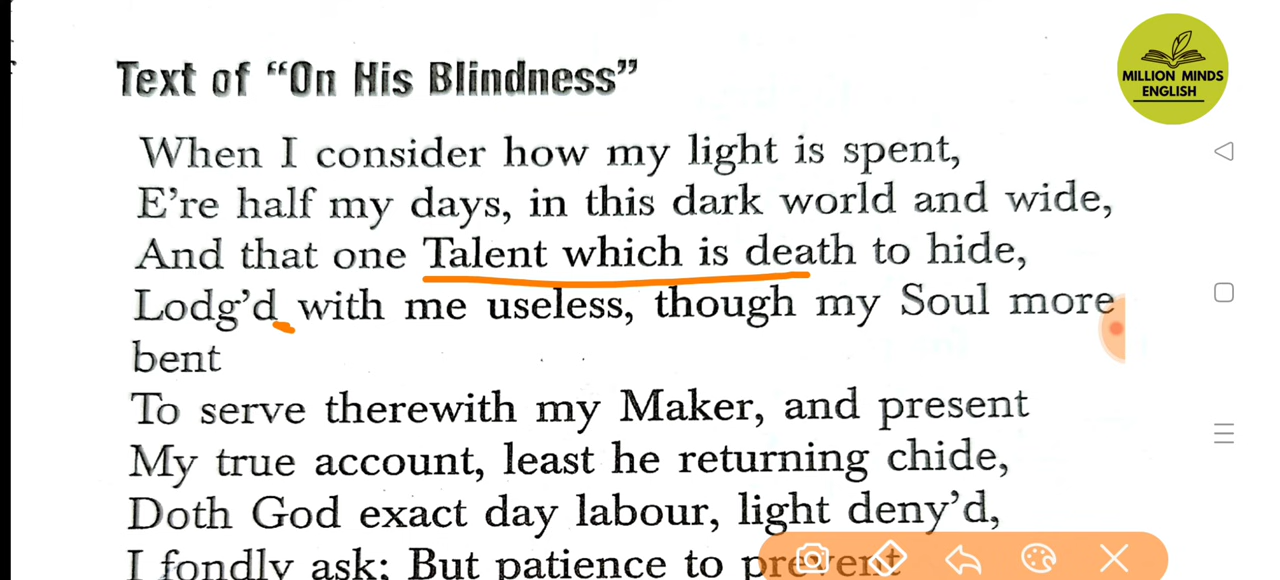 Text of “On His Blindness”
MILLION MINDS
ENGLISH
When I consider how my light is spent,
E’re half my days, in this dark world and wide,
And that one Talent which is death to hide,
Lodg’d with me useless, though my Soul more
bent
To serve therewith my Maker, and present
My true account, least he returning chide,
Doth God exact day labour, light deny’d,
I fondly ask; But patience to prevent